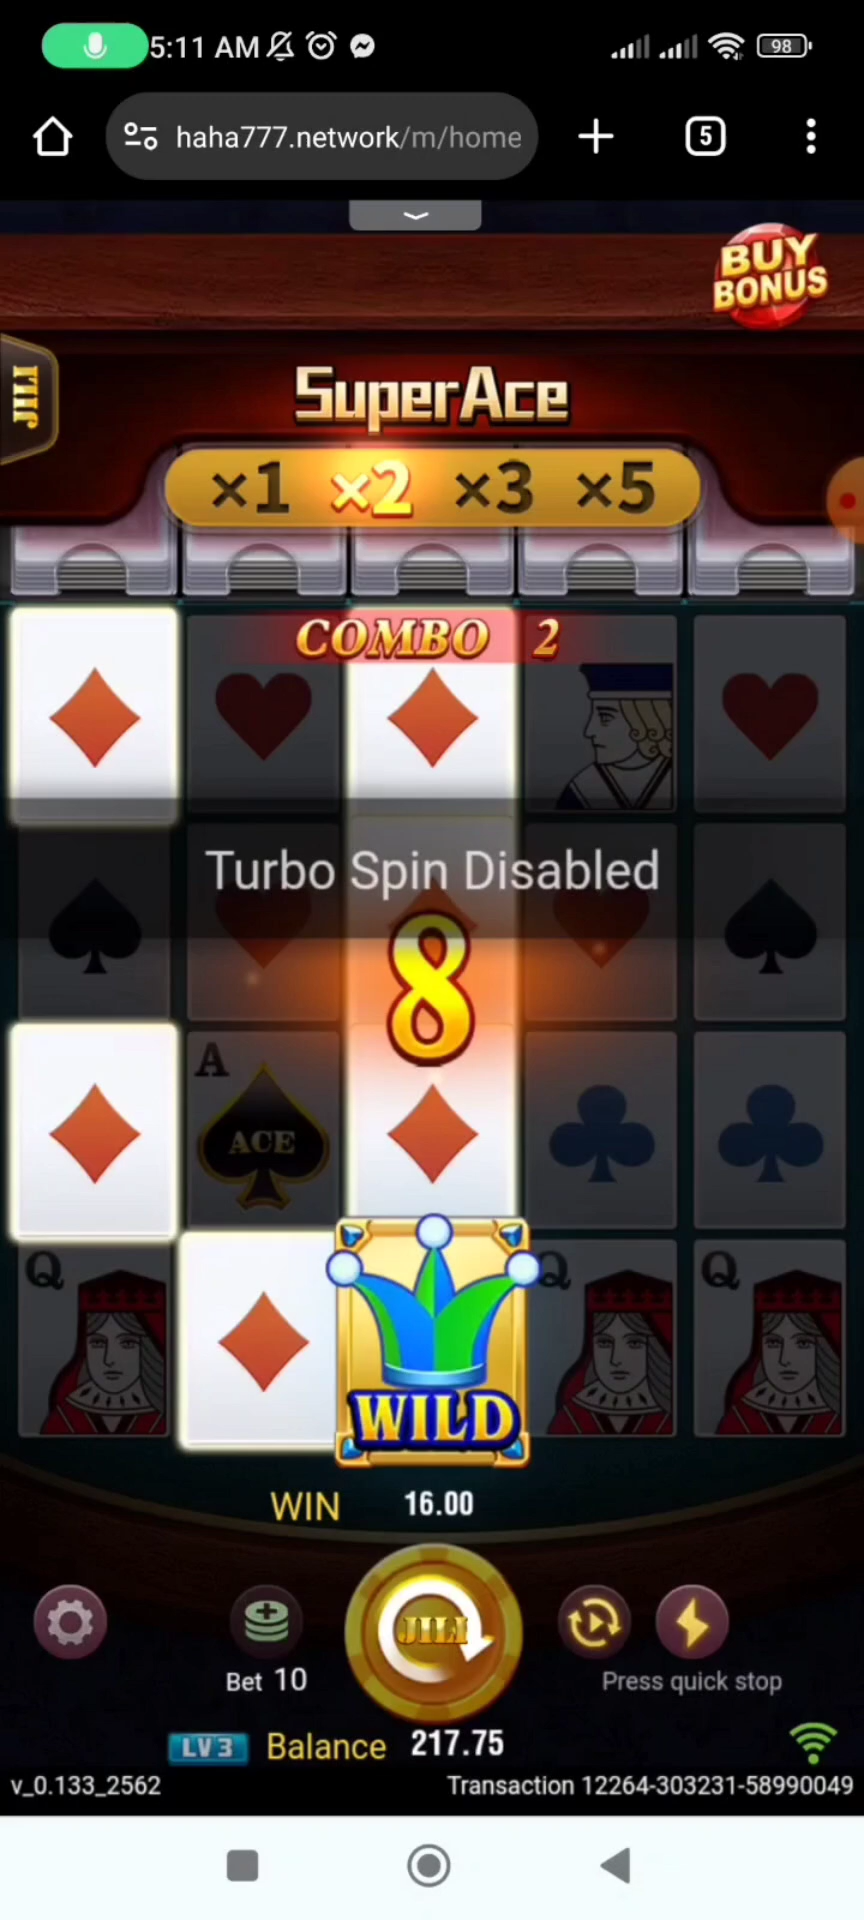 5:11 AM
98
haha777.network/m/home
5
BUY
BONUS
JILI
SuperAce
×1 ×2 ×3 ×5
COMBO 2
Turbo Spin Disabled
8
A
ACE
Q
Q
Q
WILD
WIN 16.00
JILI
Bet 10
Press quick stop
LV3 Balance 217.75
v_0.133_2562
Transaction 12264-303231-58990049